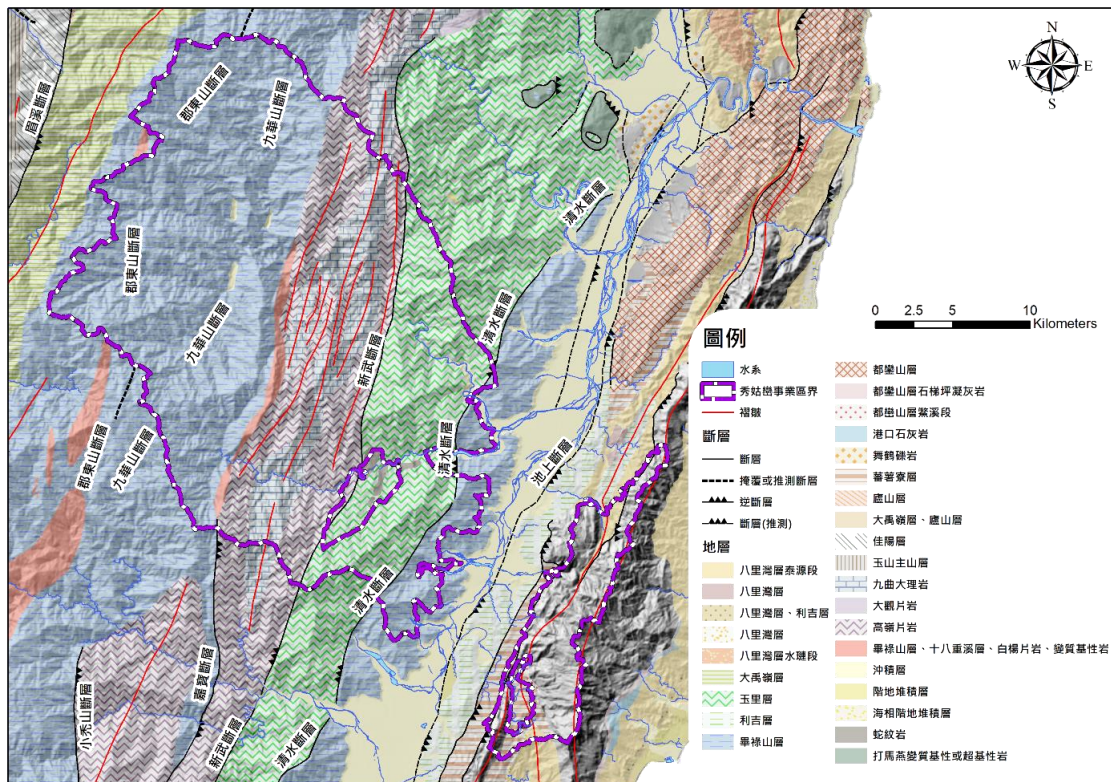 N
W E
S
眉溪斷層
郡東山斷層
九華山斷層
清水斷層
郡東山斷層
九華山斷層
新武斷層
清水斷層
清水斷層
池上斷層
郡東山斷層
九華山斷層
清水斷層
小禿山斷層
嘉寶斷層
新武斷層
清水斷層
0 2.5 5 10
Kilometers
圖例
水系
秀姑巒事業區界
褶皺
斷層
斷層
掩覆或推測斷層
逆斷層
斷層(推測)
地層
八里灣層泰源段
八里灣層
八里灣層、利吉層
八里灣層
八里灣層水璉段
大禹嶺層
玉里層
利吉層
畢祿山層
都巒山層
都巒山層石梯坪凝灰岩
都巒山層繁溪段
港口石灰岩
舞鶴礫岩
蕃薯寮層
廬山層
大禹嶺層、廬山層
佳陽層
玉山主山層
九曲大理岩
大觀片岩
高嶺片岩
畢祿山層、十八重溪層、白楊片岩、變質基性岩
沖積層
階地堆積層
海相階地堆積層
蛇紋岩
打馬燕變質基性或超基性岩